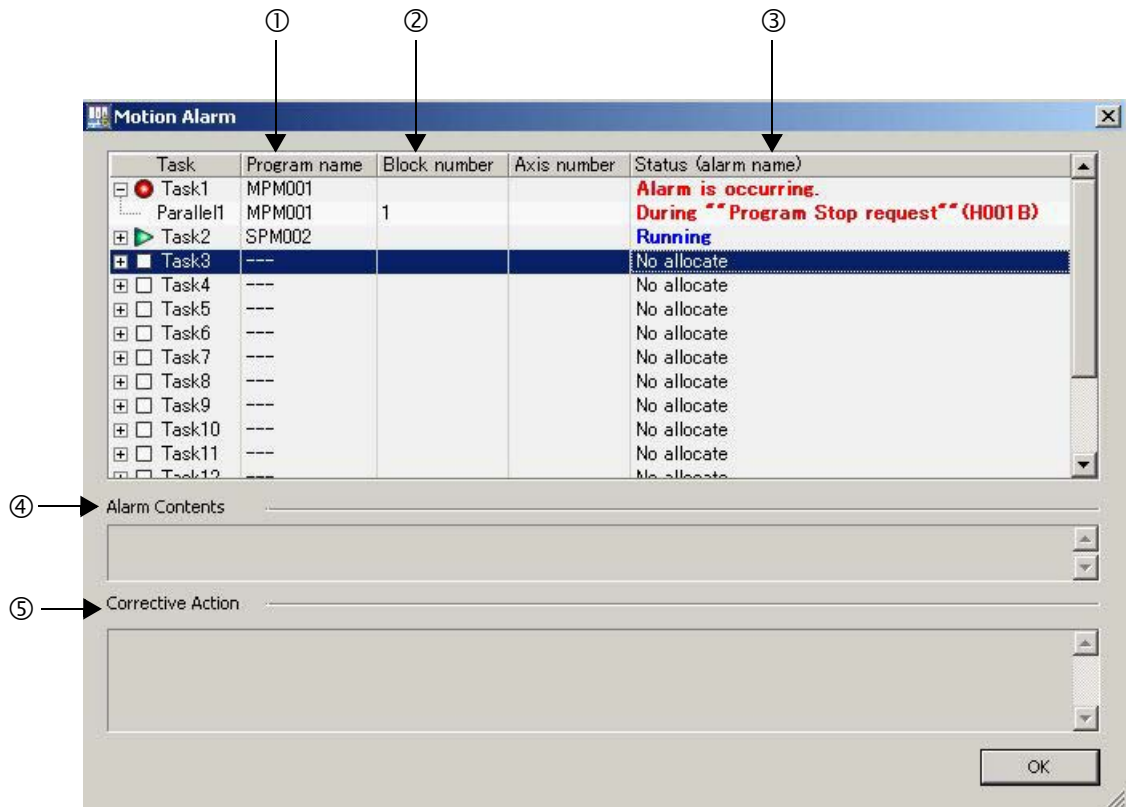 ① ② ③
Motion Alarm
Task Program name Block number Axis number Status (alarm name)
Task1 MPM001 Alarm is occurring.
Parallel1 MPM001 1 During ““Program Stop request““(H001B)
Task2 SPM002 Running
Task3 --- No allocate
Task4 --- No allocate
Task5 --- No allocate
Task6 --- No allocate
Task7 --- No allocate
Task8 --- No allocate
Task9 --- No allocate
Task10 --- No allocate
Task11 --- No allocate
Task12 --- No allocate
④ Alarm Contents
⑤ Corrective Action
OK